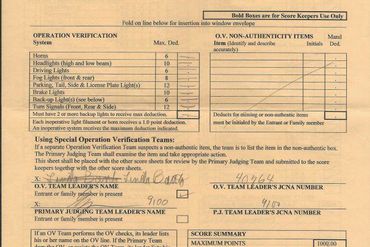 Bold Boxes are for Score Keepers Use Only
Fold on line below for insertion into window envelope
OPERATION VERIFICATION
System Max. Ded.
O.V. NON-AUTHENTICITY ITEMS Mand
Item (Identify and describe accurately) Initials Ded.
Horns 6
Headlights (high and low beam) 10
Driving Lights 6
Fog Lights (front & rear) 8
Parking, Tail, Side & License Plate Light(s) 12
Brake Lights 10
Back-up Light(s) (see below) 6
Turn Signals (Front, Rear & Side) 12
Must have 2 or more backup lights to receive max deduction.
Each inoperative light filament or horn receives a 1.0 point deduction.
An inoperative system receives the maximum deduction indicated.
Deducts for missing or non-authentic items
must be initialed by the Entrant or Family member
Using Special Operation Verification Teams:
If a separate Operation Verification Team suspects a non-authentic item, the team is to list the item in the non-authentic box.
The Primary Judging Team shall examine the item and take appropriate action.
This sheet shall be placed with the other score sheets for review by the Primary Judging Team and submitted to the score
keepers together with the other score sheets.
X: Linda
O.V. TEAM LEADER'S NAME
O.V. TEAM LEADER'S JCNA NUMBER
Entrant or family member is present
X: 9100
PRIMARY JUDGING TEAM LEADER'S NAME
P.J. TEAM LEADER'S JCNA NUMBER
Entrant or family member is present
If an OV Team performs the OV checks, its leader lists
his or her name on the OV line. If the Primary Judging
SCORE SUMMARY
MAXIMUM POINTS 1000.00